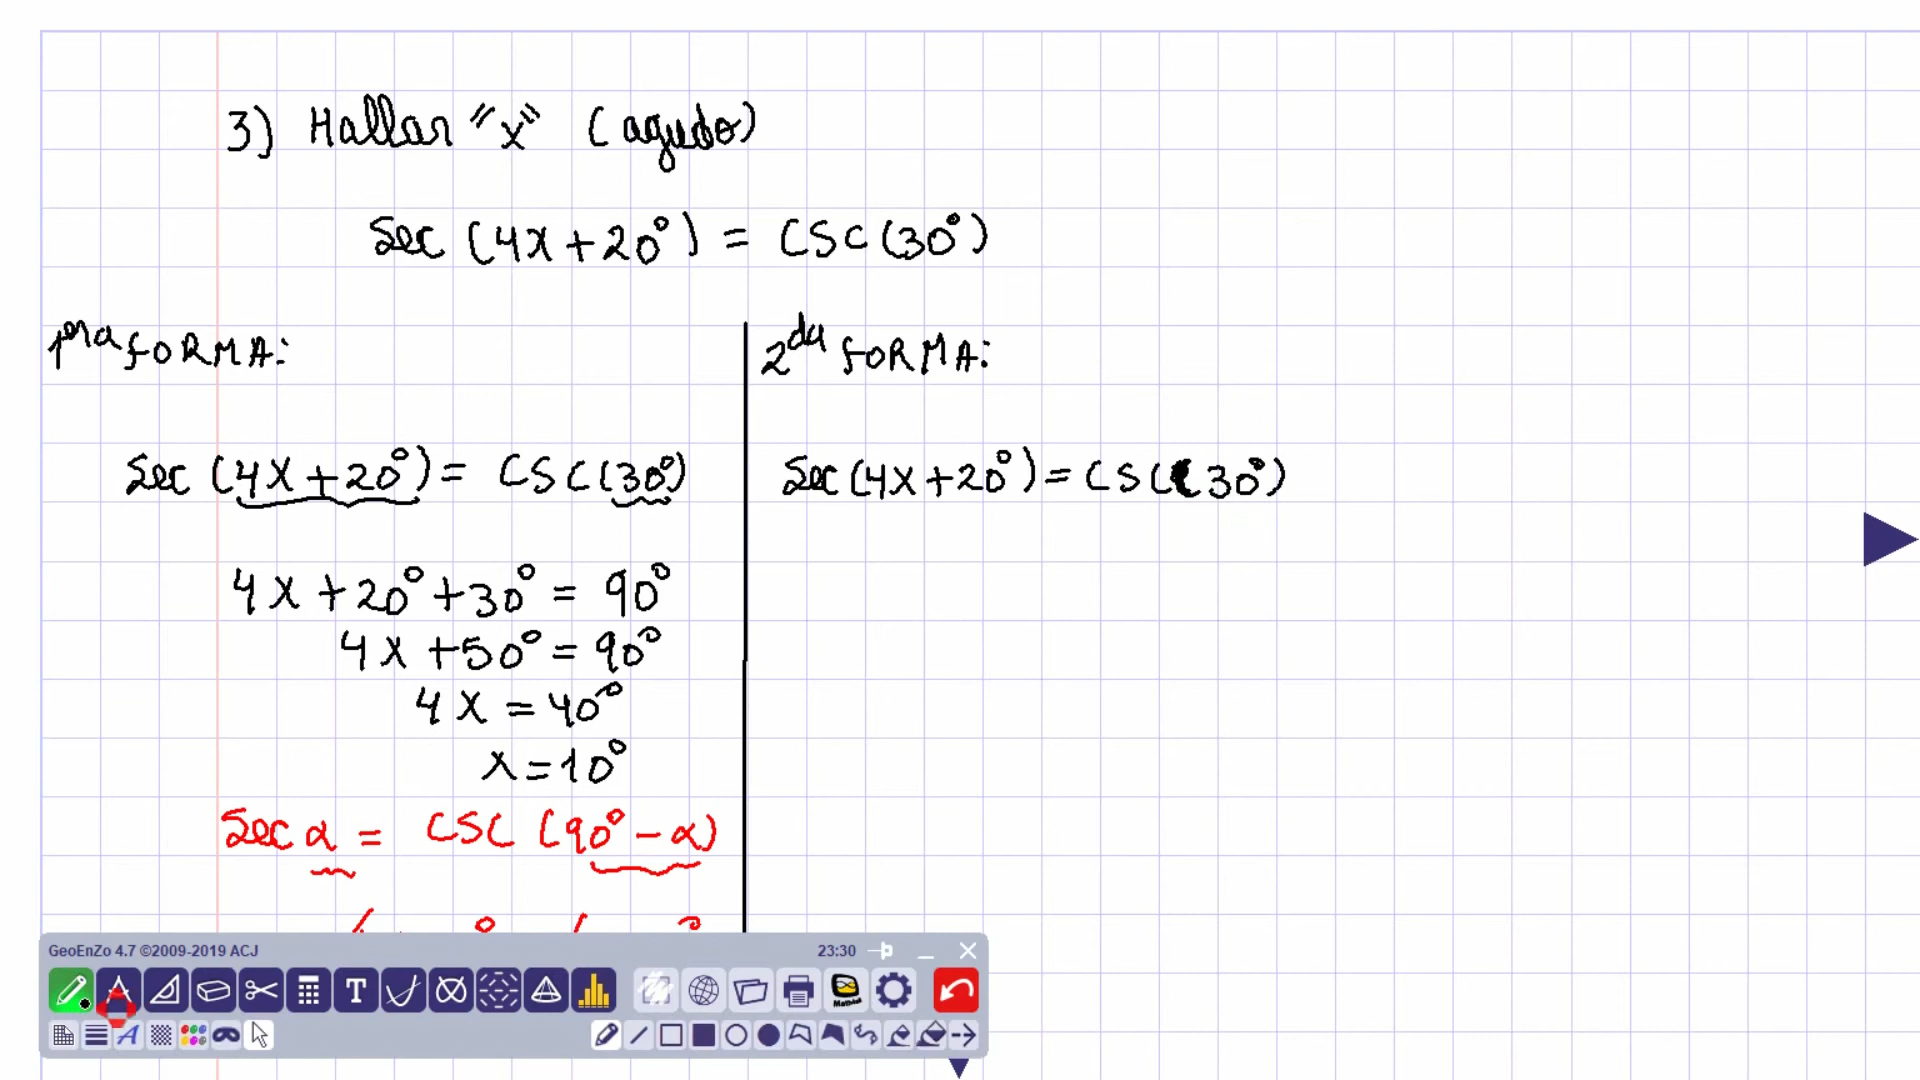 3) Hallar "x" (agudo)
Sec (4x+20°) = CSC(30°)
1era FORMA:
Sec (4x+20°) = CSC(30°)
4x+20°+30° = 90°
4x+50° = 90°
4x = 40°
x=10°
Sec α = CSC (90°-α)
2da FORMA:
Sec(4x+20°)=CSC(30°)
GeoEnZo 4.7 ©2009-2019 ACJ
23:30